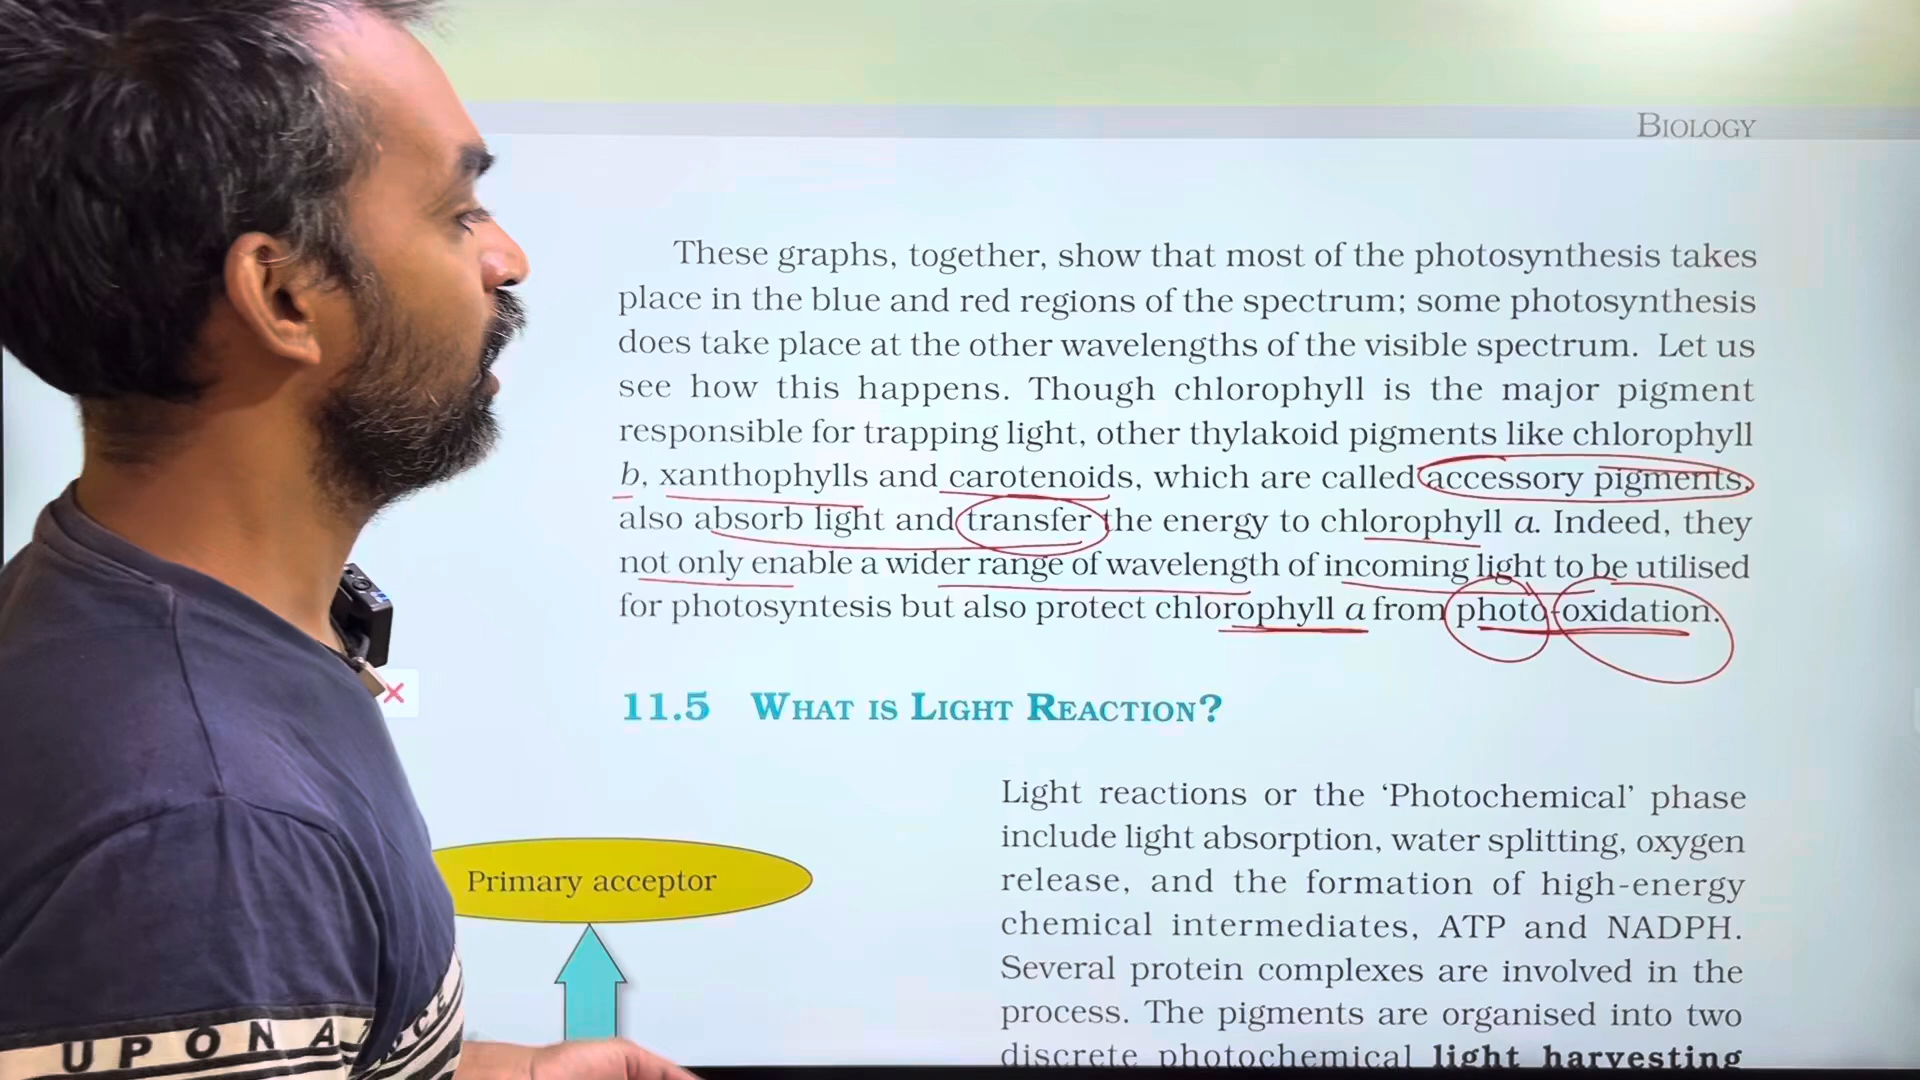 BIOLOGY
These graphs, together, show that most of the photosynthesis takes
place in the blue and red regions of the spectrum; some photosynthesis
does take place at the other wavelengths of the visible spectrum. Let us
see how this happens. Though chlorophyll is the major pigment
responsible for trapping light, other thylakoid pigments like chlorophyll
b, xanthophylls and carotenoids, which are called accessory pigments,
also absorb light and transfer the energy to chlorophyll a. Indeed, they
not only enable a wider range of wavelength of incoming light to be utilised
for photosyntesis but also protect chlorophyll a from photo-oxidation.
11.5 WHAT IS LIGHT REACTION?
Light reactions or the ‘Photochemical’ phase
include light absorption, water splitting, oxygen
release, and the formation of high-energy
chemical intermediates, ATP and NADPH.
Several protein complexes are involved in the
process. The pigments are organised into two
discrete photochemical light harvesting
Primary acceptor
UPON A